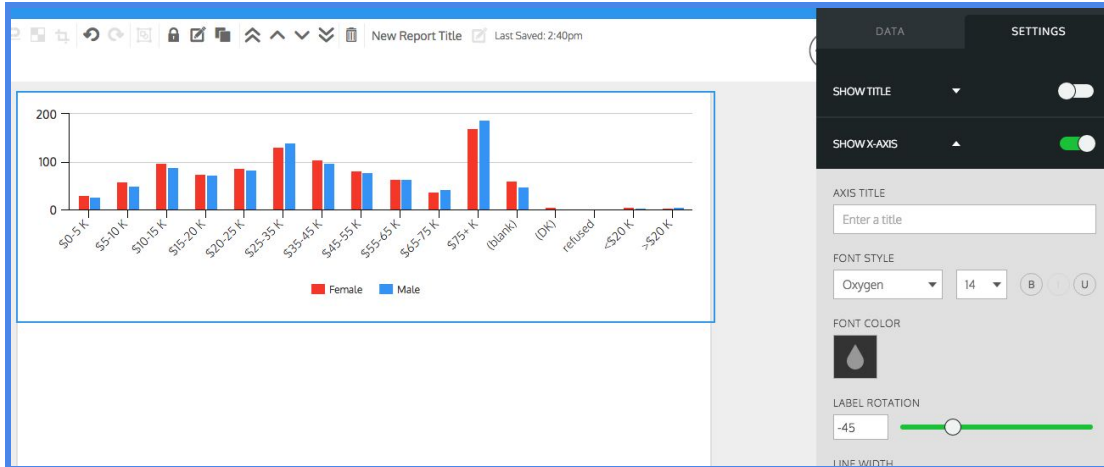 New Report Title
Last Saved: 2:40pm
DATA
SETTINGS
SHOW TITLE
SHOW X-AXIS
200
100
0
$0-5 K
$5-10 K
$10-15 K
$15-20 K
$20-25 K
$25-35 K
$35-45 K
$45-55 K
$55-65 K
$65-75 K
$75+ K
(blank)
(DK)
refused
<$20 K
>$20 K
Female
Male
AXIS TITLE
Enter a title
FONT STYLE
Oxygen
14
B
I
U
FONT COLOR
LABEL ROTATION
-45
LINE WIDTH